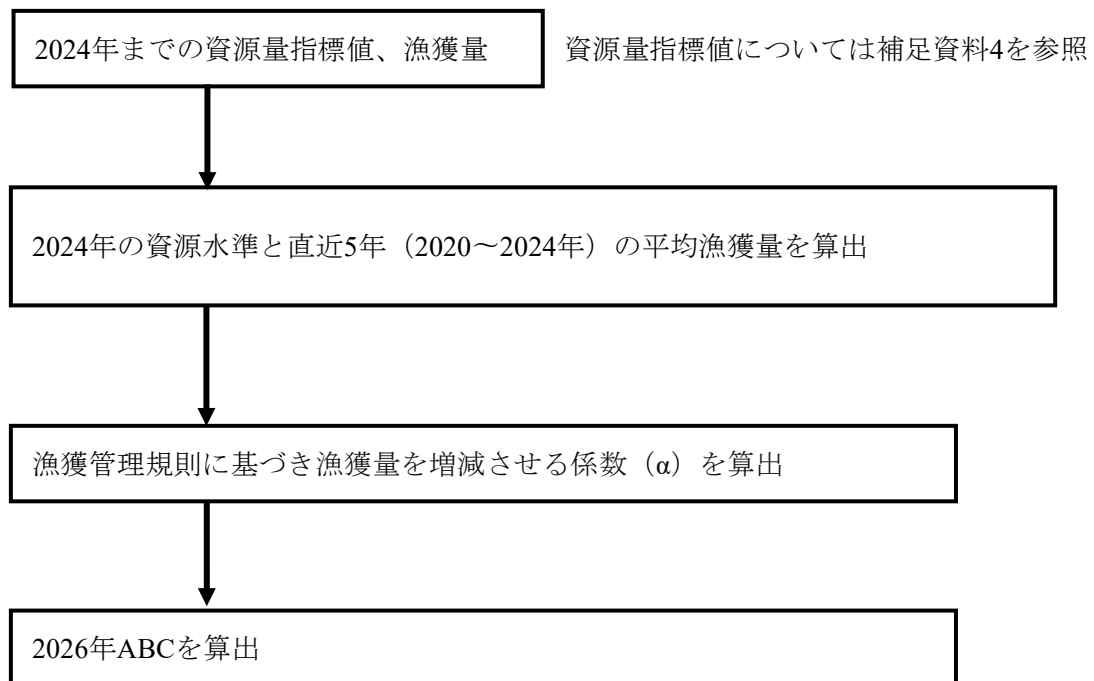 2024年までの資源量指標値、漁獲量
資源量指標値については補足資料4を参照
2024年の資源水準と直近5年（2020～2024年）の平均漁獲量を算出
漁獲管理規則に基づき漁獲量を増減させる係数（α）を算出
2026年ABCを算出